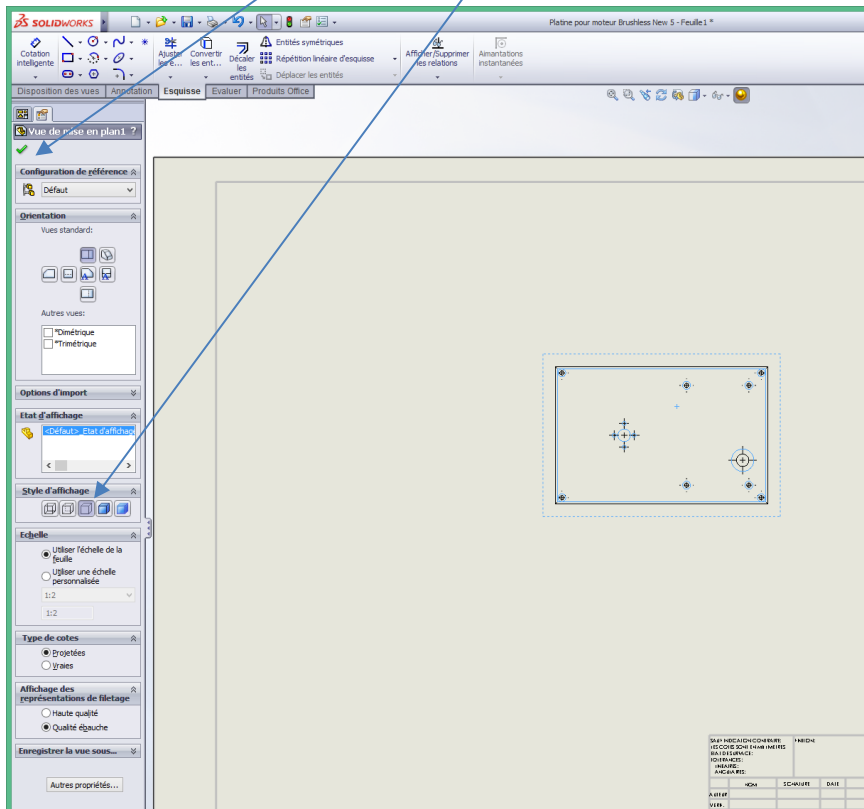 SOLIDWORKS
Platine pour moteur Brushless New 5 - Feuille1 *
Cotation intelligente
Ajuster les e...
Convertir les ent...
Décaler les entités
Entités symétriques
Répétition linéaire d'esquisse
Déplacer les entités
Afficher/Supprimer les relations
Aimantations instantanées
Disposition des vues
Annotation
Esquisse
Evaluer
Produits Office
Vue de mise en plan1 ?
Configuration de référence
Défaut
Orientation
Vues standard:
Autres vues:
*Dimétrique
*Trimétrique
Options d'import
Etat d'affichage
<Défaut>_Etat d'affichage
Style d'affichage
Echelle
Utiliser l'échelle de la
feuille
Utiliser une échelle
personnalisée
1:2
1:2
Type de cotes
Projetées
Vraies
Affichage des
représentations de filetage
Haute qualité
Qualité ébauche
Enregistrer la vue sous...
Autres propriétés...
NOM
SIGNATURE
DATE
AUTEUR
VERIF.